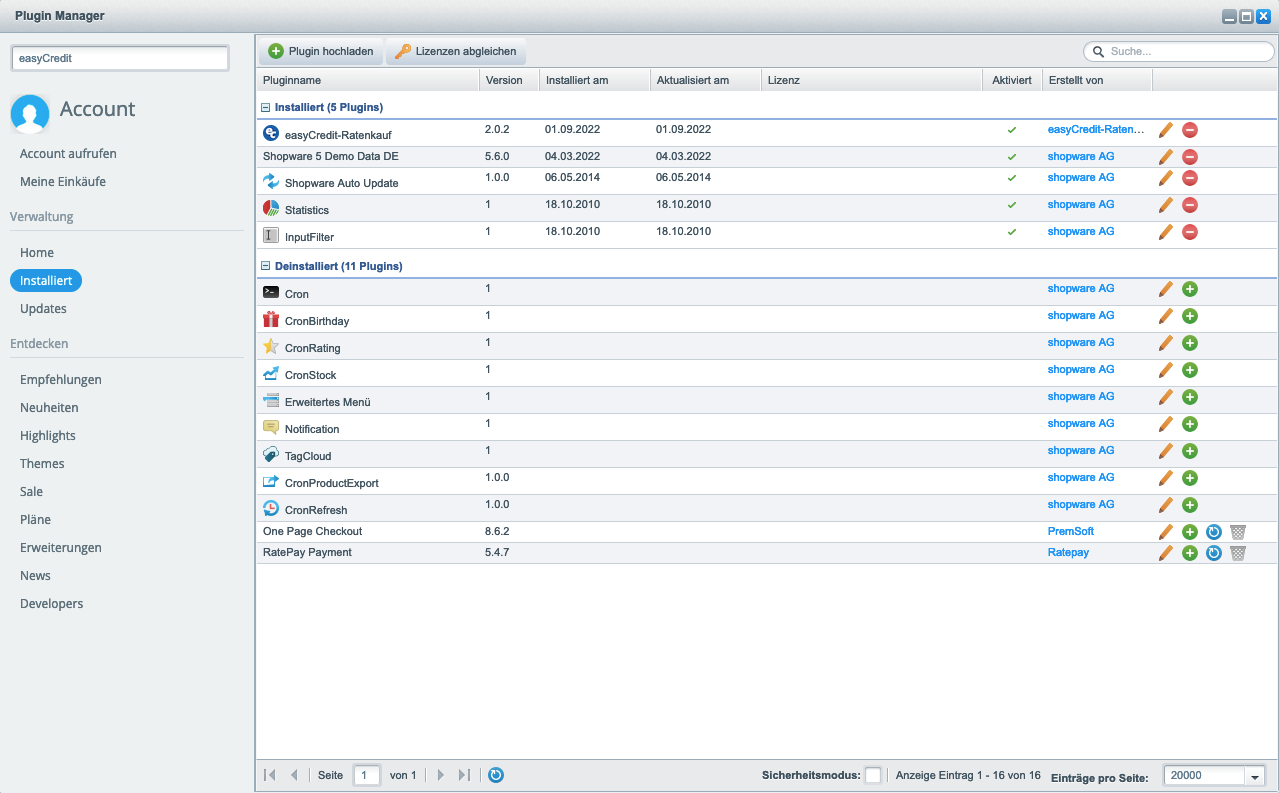 Plugin Manager
easyCredit
Account
Account aufrufen
Meine Einkäufe
Verwaltung
Home
Installiert
Updates
Entdecken
Empfehlungen
Neuheiten
Highlights
Themes
Sale
Pläne
Erweiterungen
News
Developers
Plugin hochladen Lizenzen abgleichen Suche...
Pluginname Version Installiert am Aktualisiert am Lizenz Aktiviert Erstellt von
Installiert (5 Plugins)
easyCredit-Ratenkauf 2.0.2 01.09.2022 01.09.2022 easyCredit-Raten...
Shopware 5 Demo Data DE 5.6.0 04.03.2022 04.03.2022 shopware AG
Shopware Auto Update 1.0.0 06.05.2014 06.05.2014 shopware AG
Statistics 1 18.10.2010 18.10.2010 shopware AG
InputFilter 1 18.10.2010 18.10.2010 shopware AG
Deinstalliert (11 Plugins)
Cron 1 shopware AG
CronBirthday 1 shopware AG
CronRating 1 shopware AG
CronStock 1 shopware AG
Erweitertes Menü 1 shopware AG
Notification 1 shopware AG
TagCloud 1 shopware AG
CronProductExport 1.0.0 shopware AG
CronRefresh 1.0.0 shopware AG
One Page Checkout 8.6.2 PremSoft
RatePay Payment 5.4.7 Ratepay
Seite 1 von 1 Sicherheitsmodus: Anzeige Eintrag 1 - 16 von 16 Einträge pro Seite: 20000